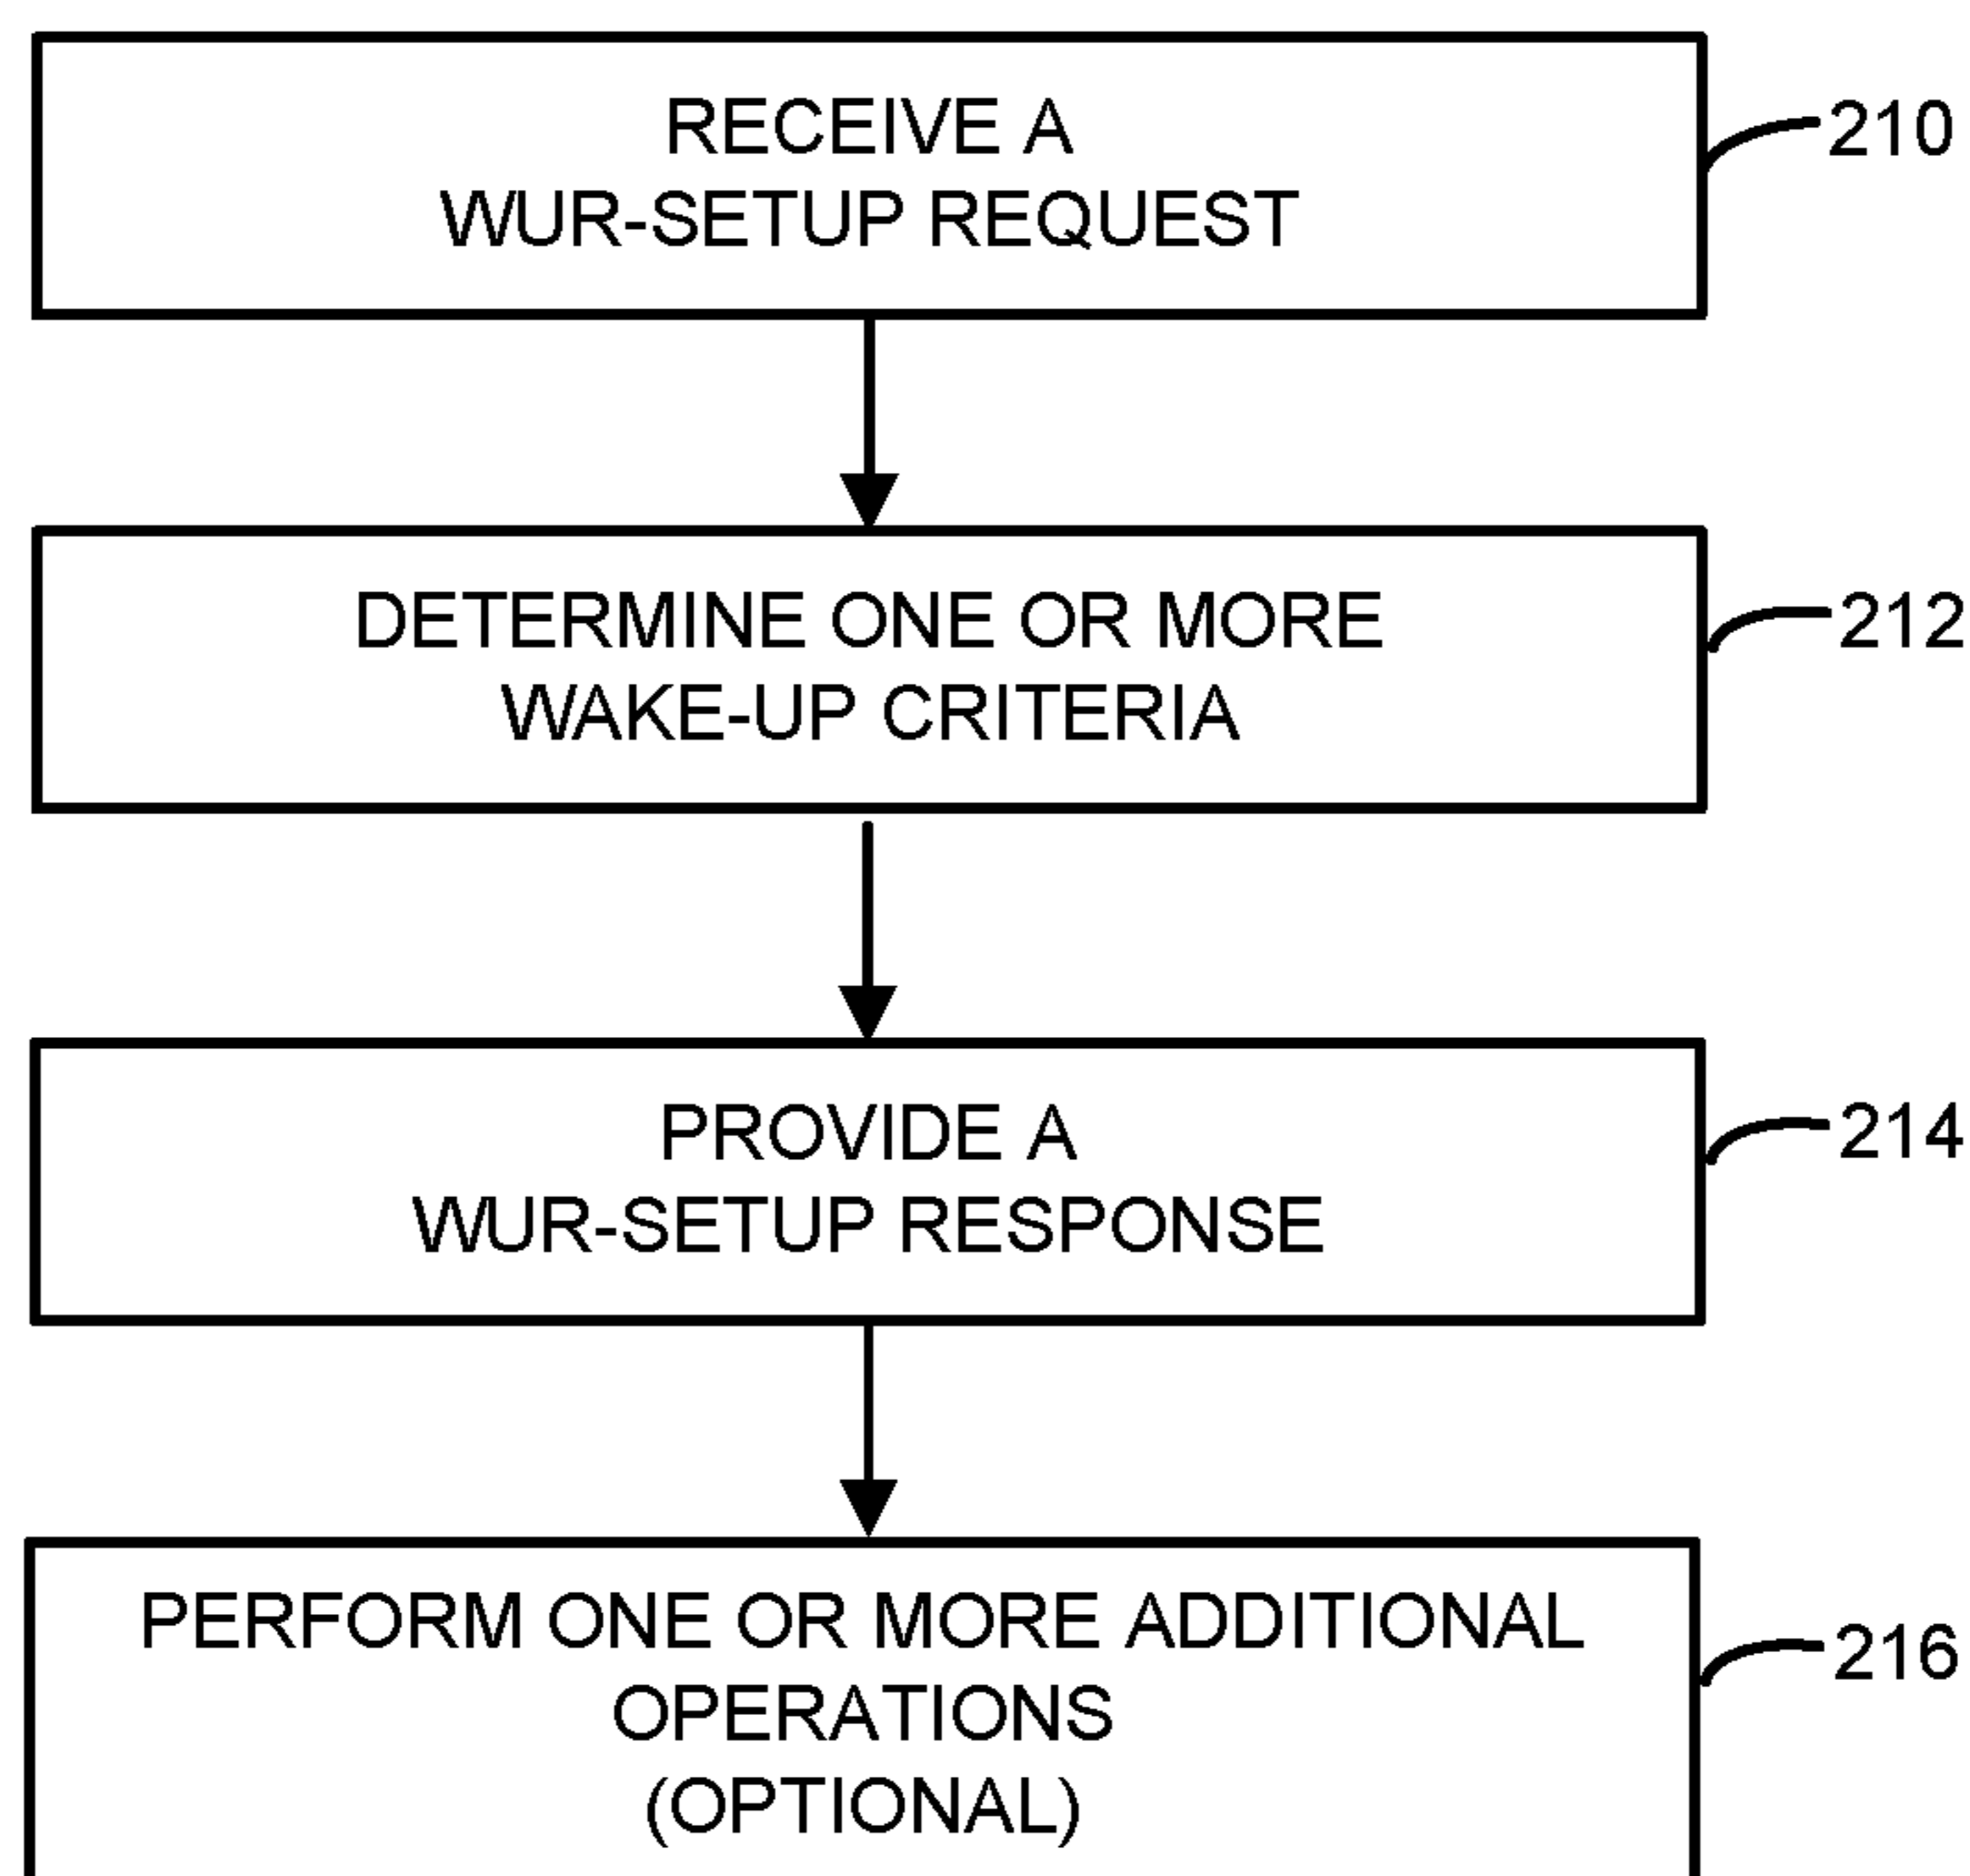 RECEIVE A
WUR-SETUP REQUEST
210
DETERMINE ONE OR MORE
WAKE-UP CRITERIA
212
PROVIDE A
WUR-SETUP RESPONSE
214
PERFORM ONE OR MORE ADDITIONAL
OPERATIONS
(OPTIONAL)
216